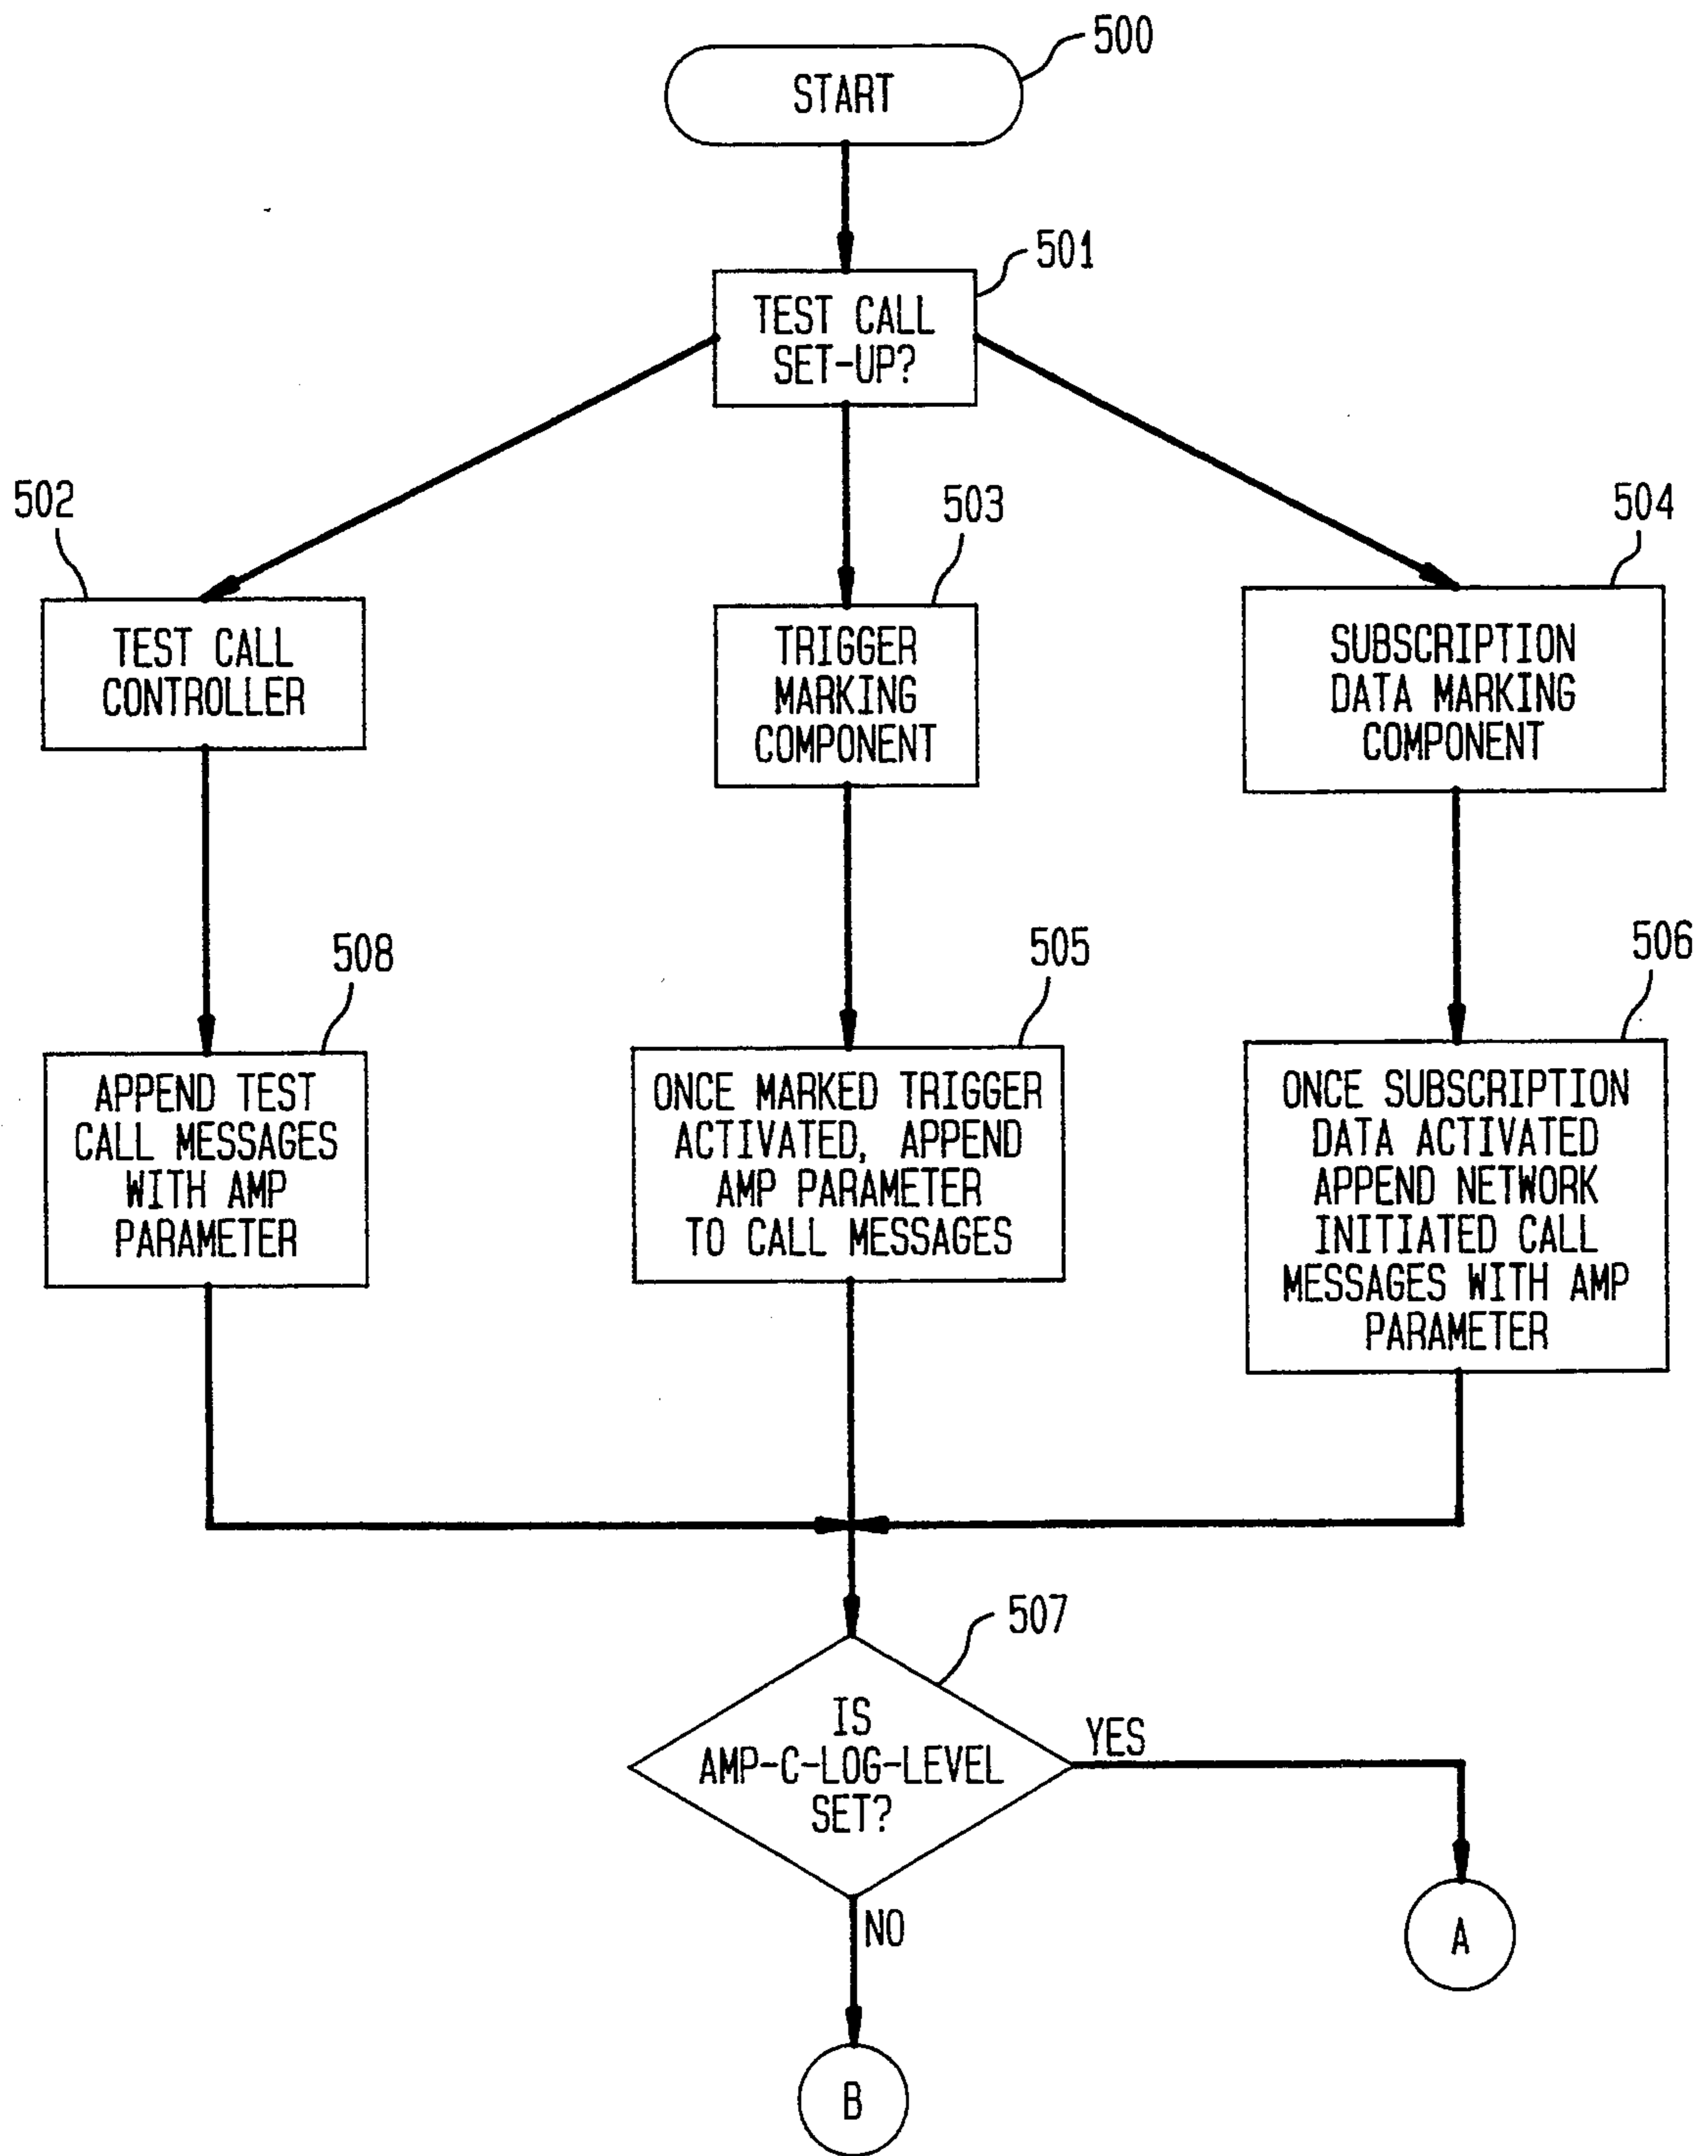 500
START
501
TEST CALL
SET-UP?
502
503
504
TEST CALL
CONTROLLER
TRIGGER
MARKING
COMPONENT
SUBSCRIPTION
DATA MARKING
COMPONENT
508
505
506
APPEND TEST
CALL MESSAGES
WITH AMP
PARAMETER
ONCE MARKED TRIGGER
ACTIVATED, APPEND
AMP PARAMETER
TO CALL MESSAGES
ONCE SUBSCRIPTION
DATA ACTIVATED
APPEND NETWORK
INITIATED CALL
MESSAGES WITH AMP
PARAMETER
507
IS
AMP-C-LOG-LEVEL
SET?
YES
NO
A
B